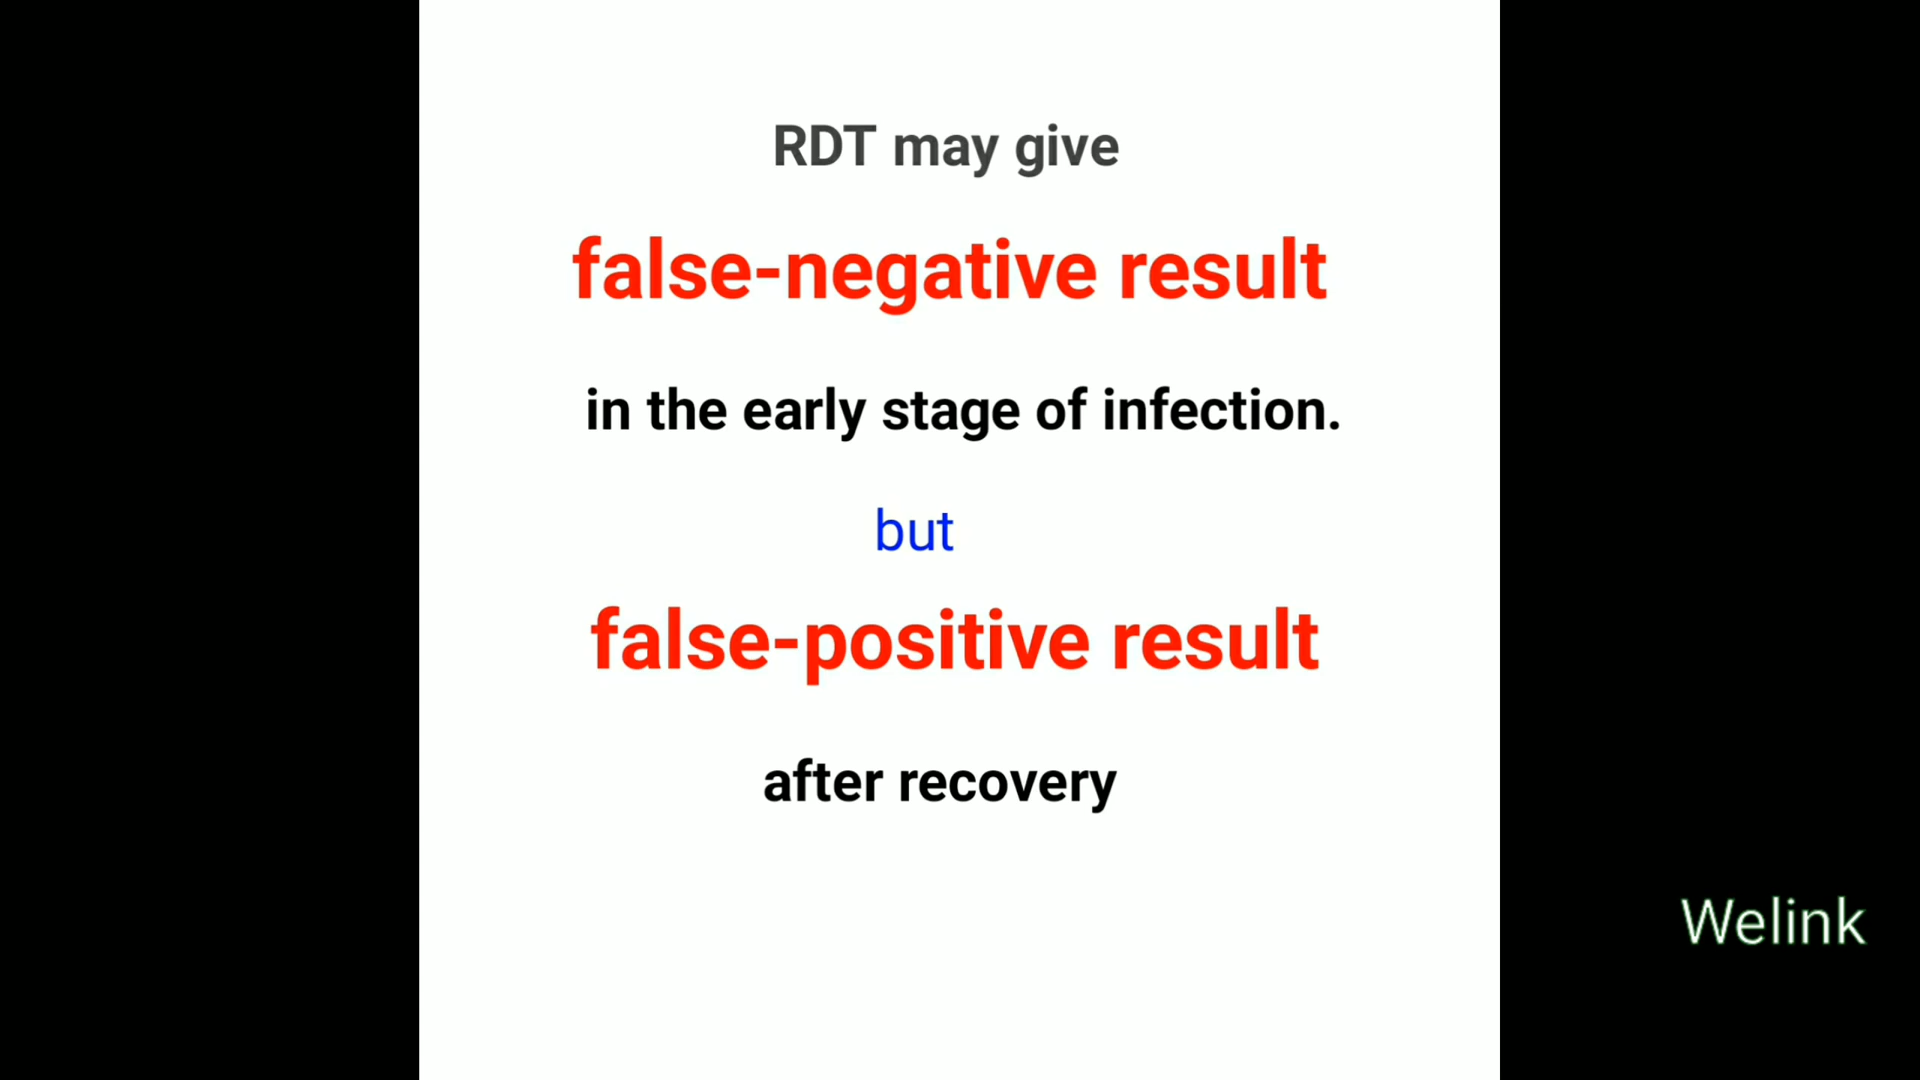 RDT may give
false-negative result
in the early stage of infection.
but
false-positive result
after recovery
Welink